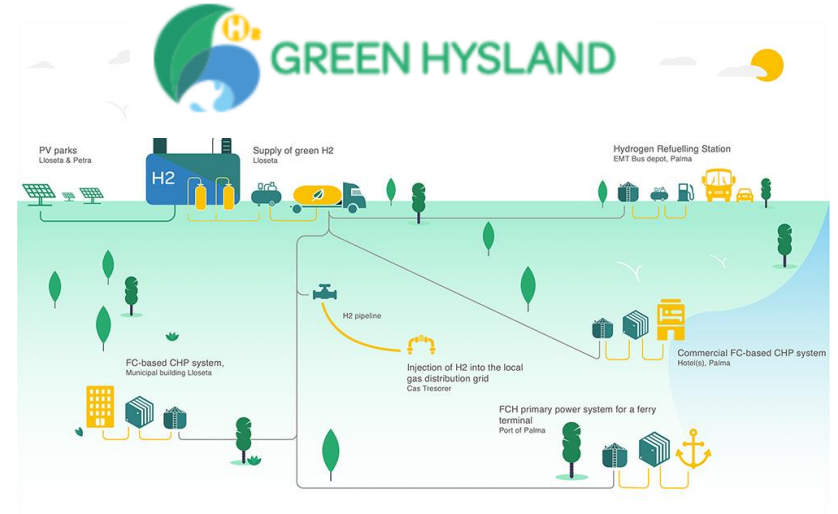 H2
GREEN HYSLAND
PV parks
Lloseta & Petra
H2
Supply of green H2
Lloseta
Hydrogen Refuelling Station
EMT Bus depot, Palma
H2 pipeline
Injection of H2 into the local
gas distribution grid
Cas Tresorer
Commercial FC-based CHP system
Hotel(s), Palma
FC-based CHP system,
Municipal building Lloseta
FCH primary power system for a ferry
terminal
Port of Palma